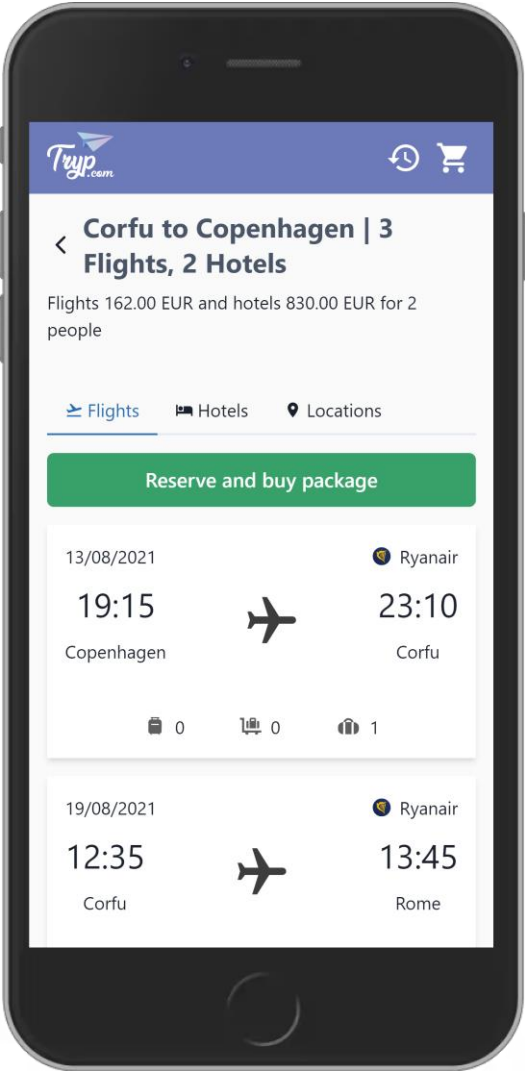 Tryp.com
Corfu to Copenhagen | 3
Flights, 2 Hotels
Flights 162.00 EUR and hotels 830.00 EUR for 2
people
Flights Hotels Locations
Reserve and buy package
13/08/2021 Ryanair
19:15 23:10
Copenhagen Corfu
0 0 1
19/08/2021 Ryanair
12:35 13:45
Corfu Rome